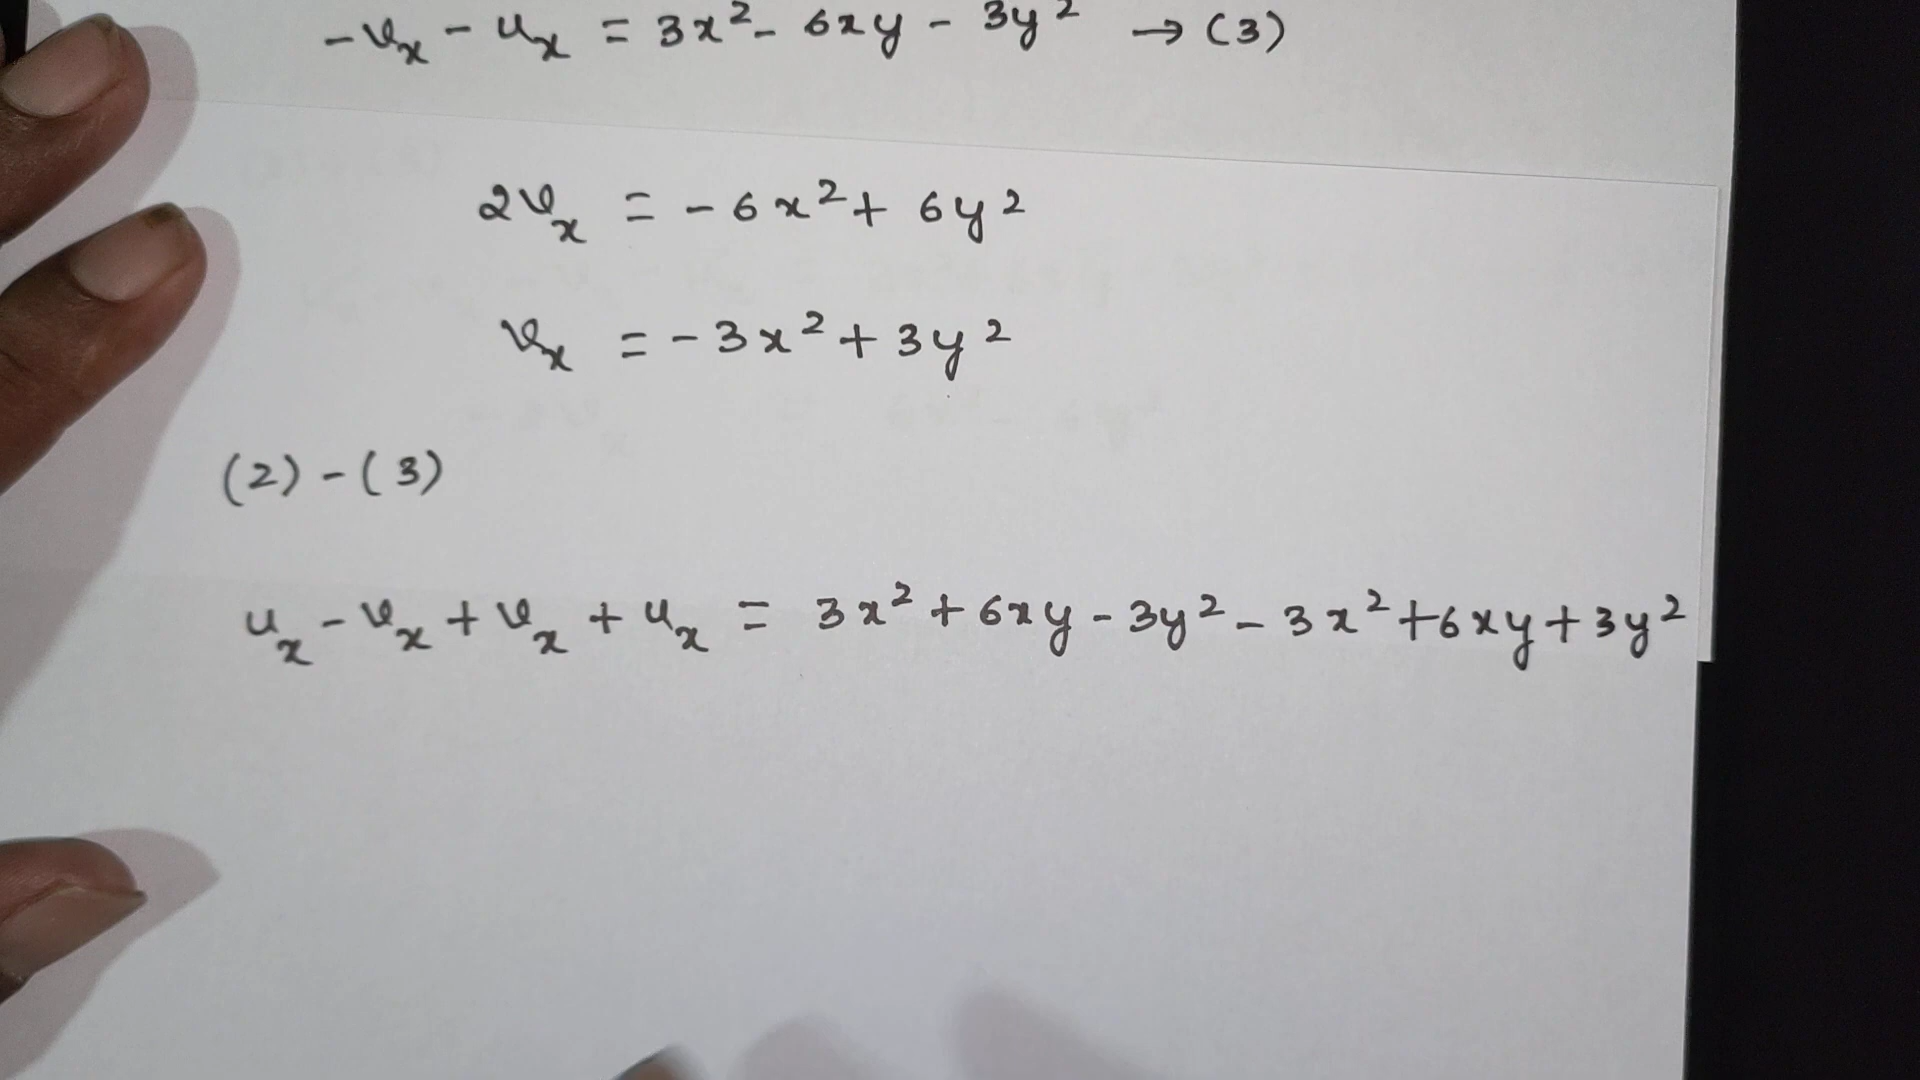 -vₓ - uₓ = 3x² - 6xy - 3y² → (3)
2vₓ = -6x² + 6y²
vₓ = -3x² + 3y²
(2) - (3)
uₓ - vₓ + vₓ + uₓ = 3x² + 6xy - 3y² - 3x² + 6xy + 3y²